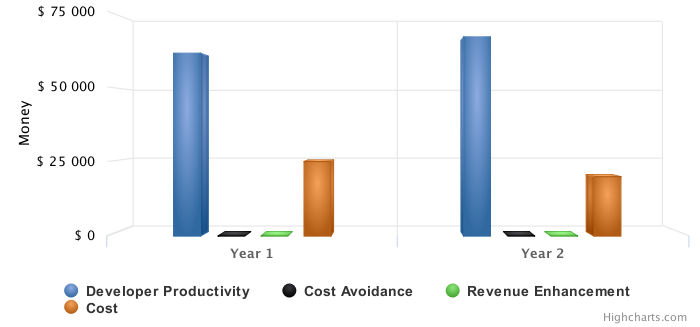 $ 75 000
$ 50 000
$ 25 000
$ 0
Money
Year 1
Year 2
Developer Productivity
Cost Avoidance
Revenue Enhancement
Cost
Highcharts.com